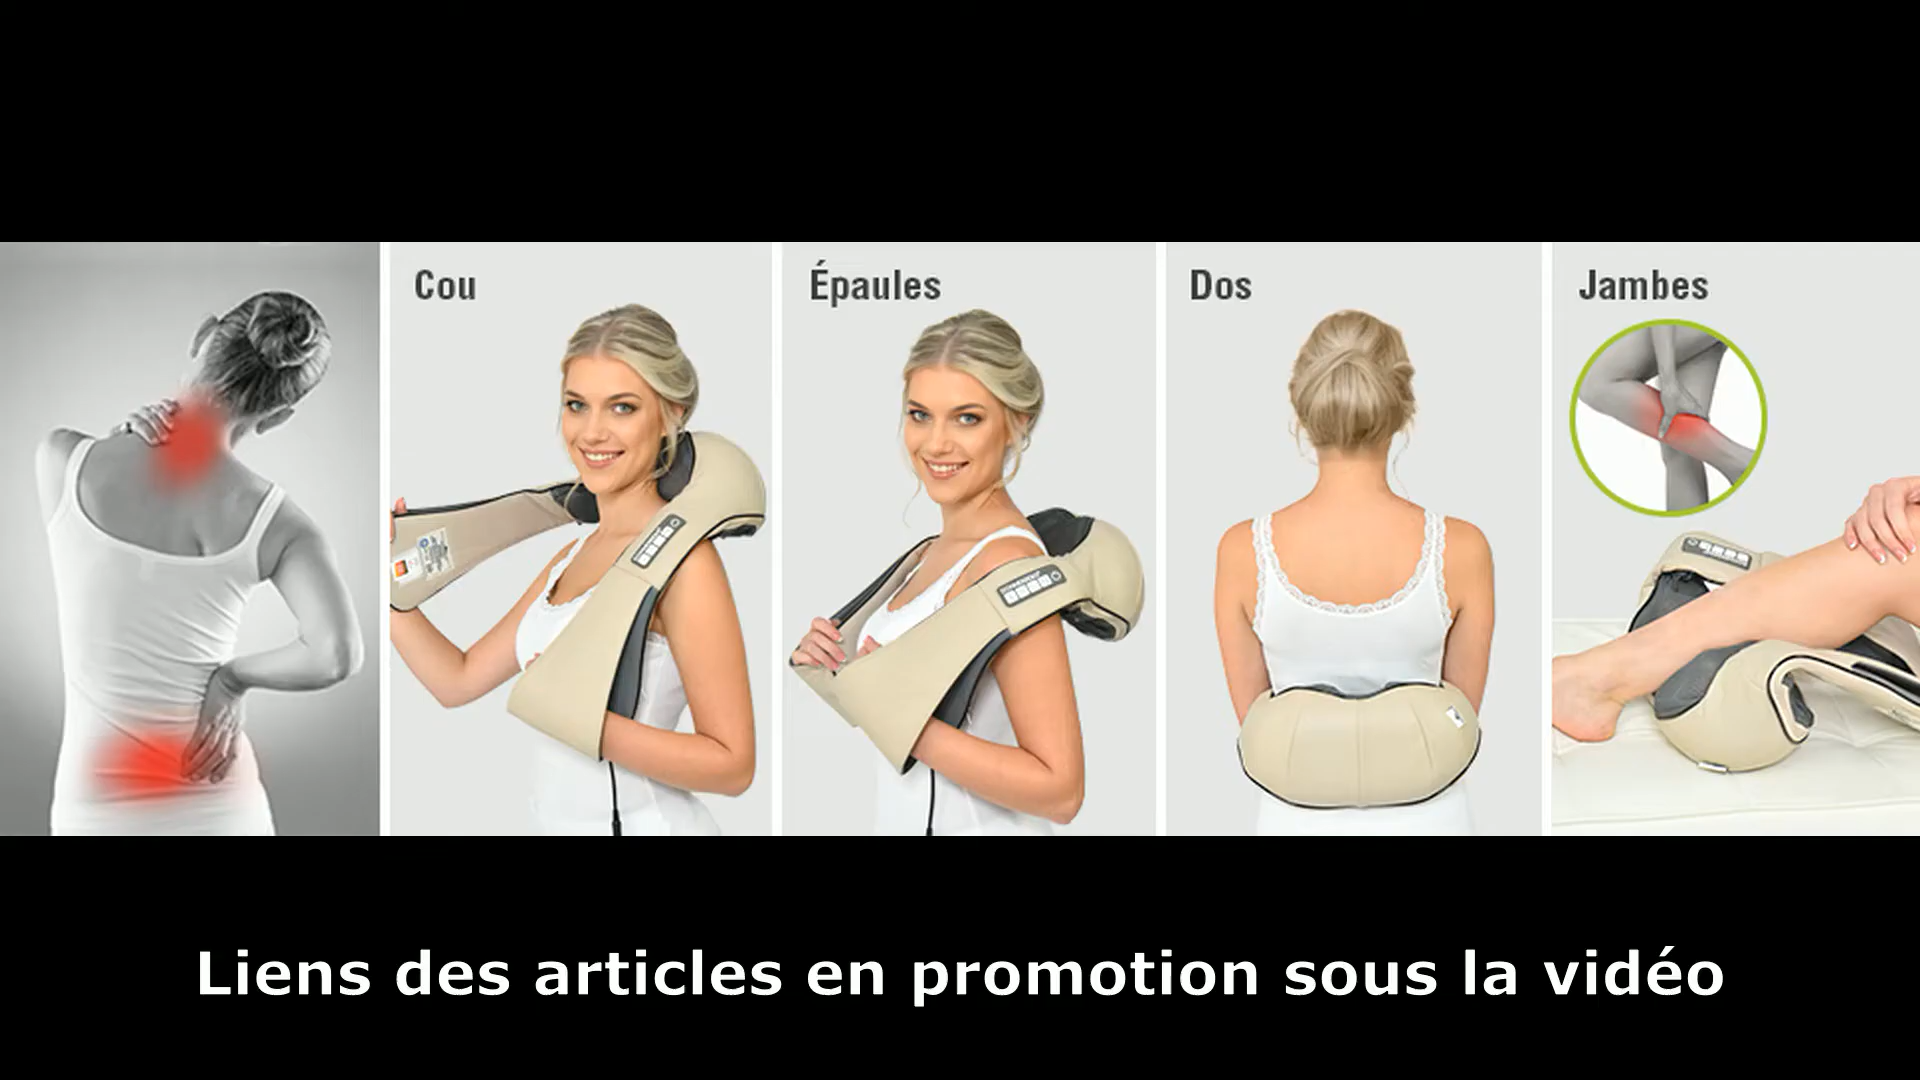 Cou
Épaules
Dos
Jambes
Liens des articles en promotion sous la vidéo